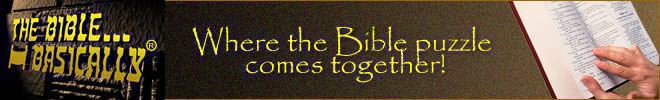 THE BIBLE...
BASICALLY®
Where the Bible puzzle
comes together!